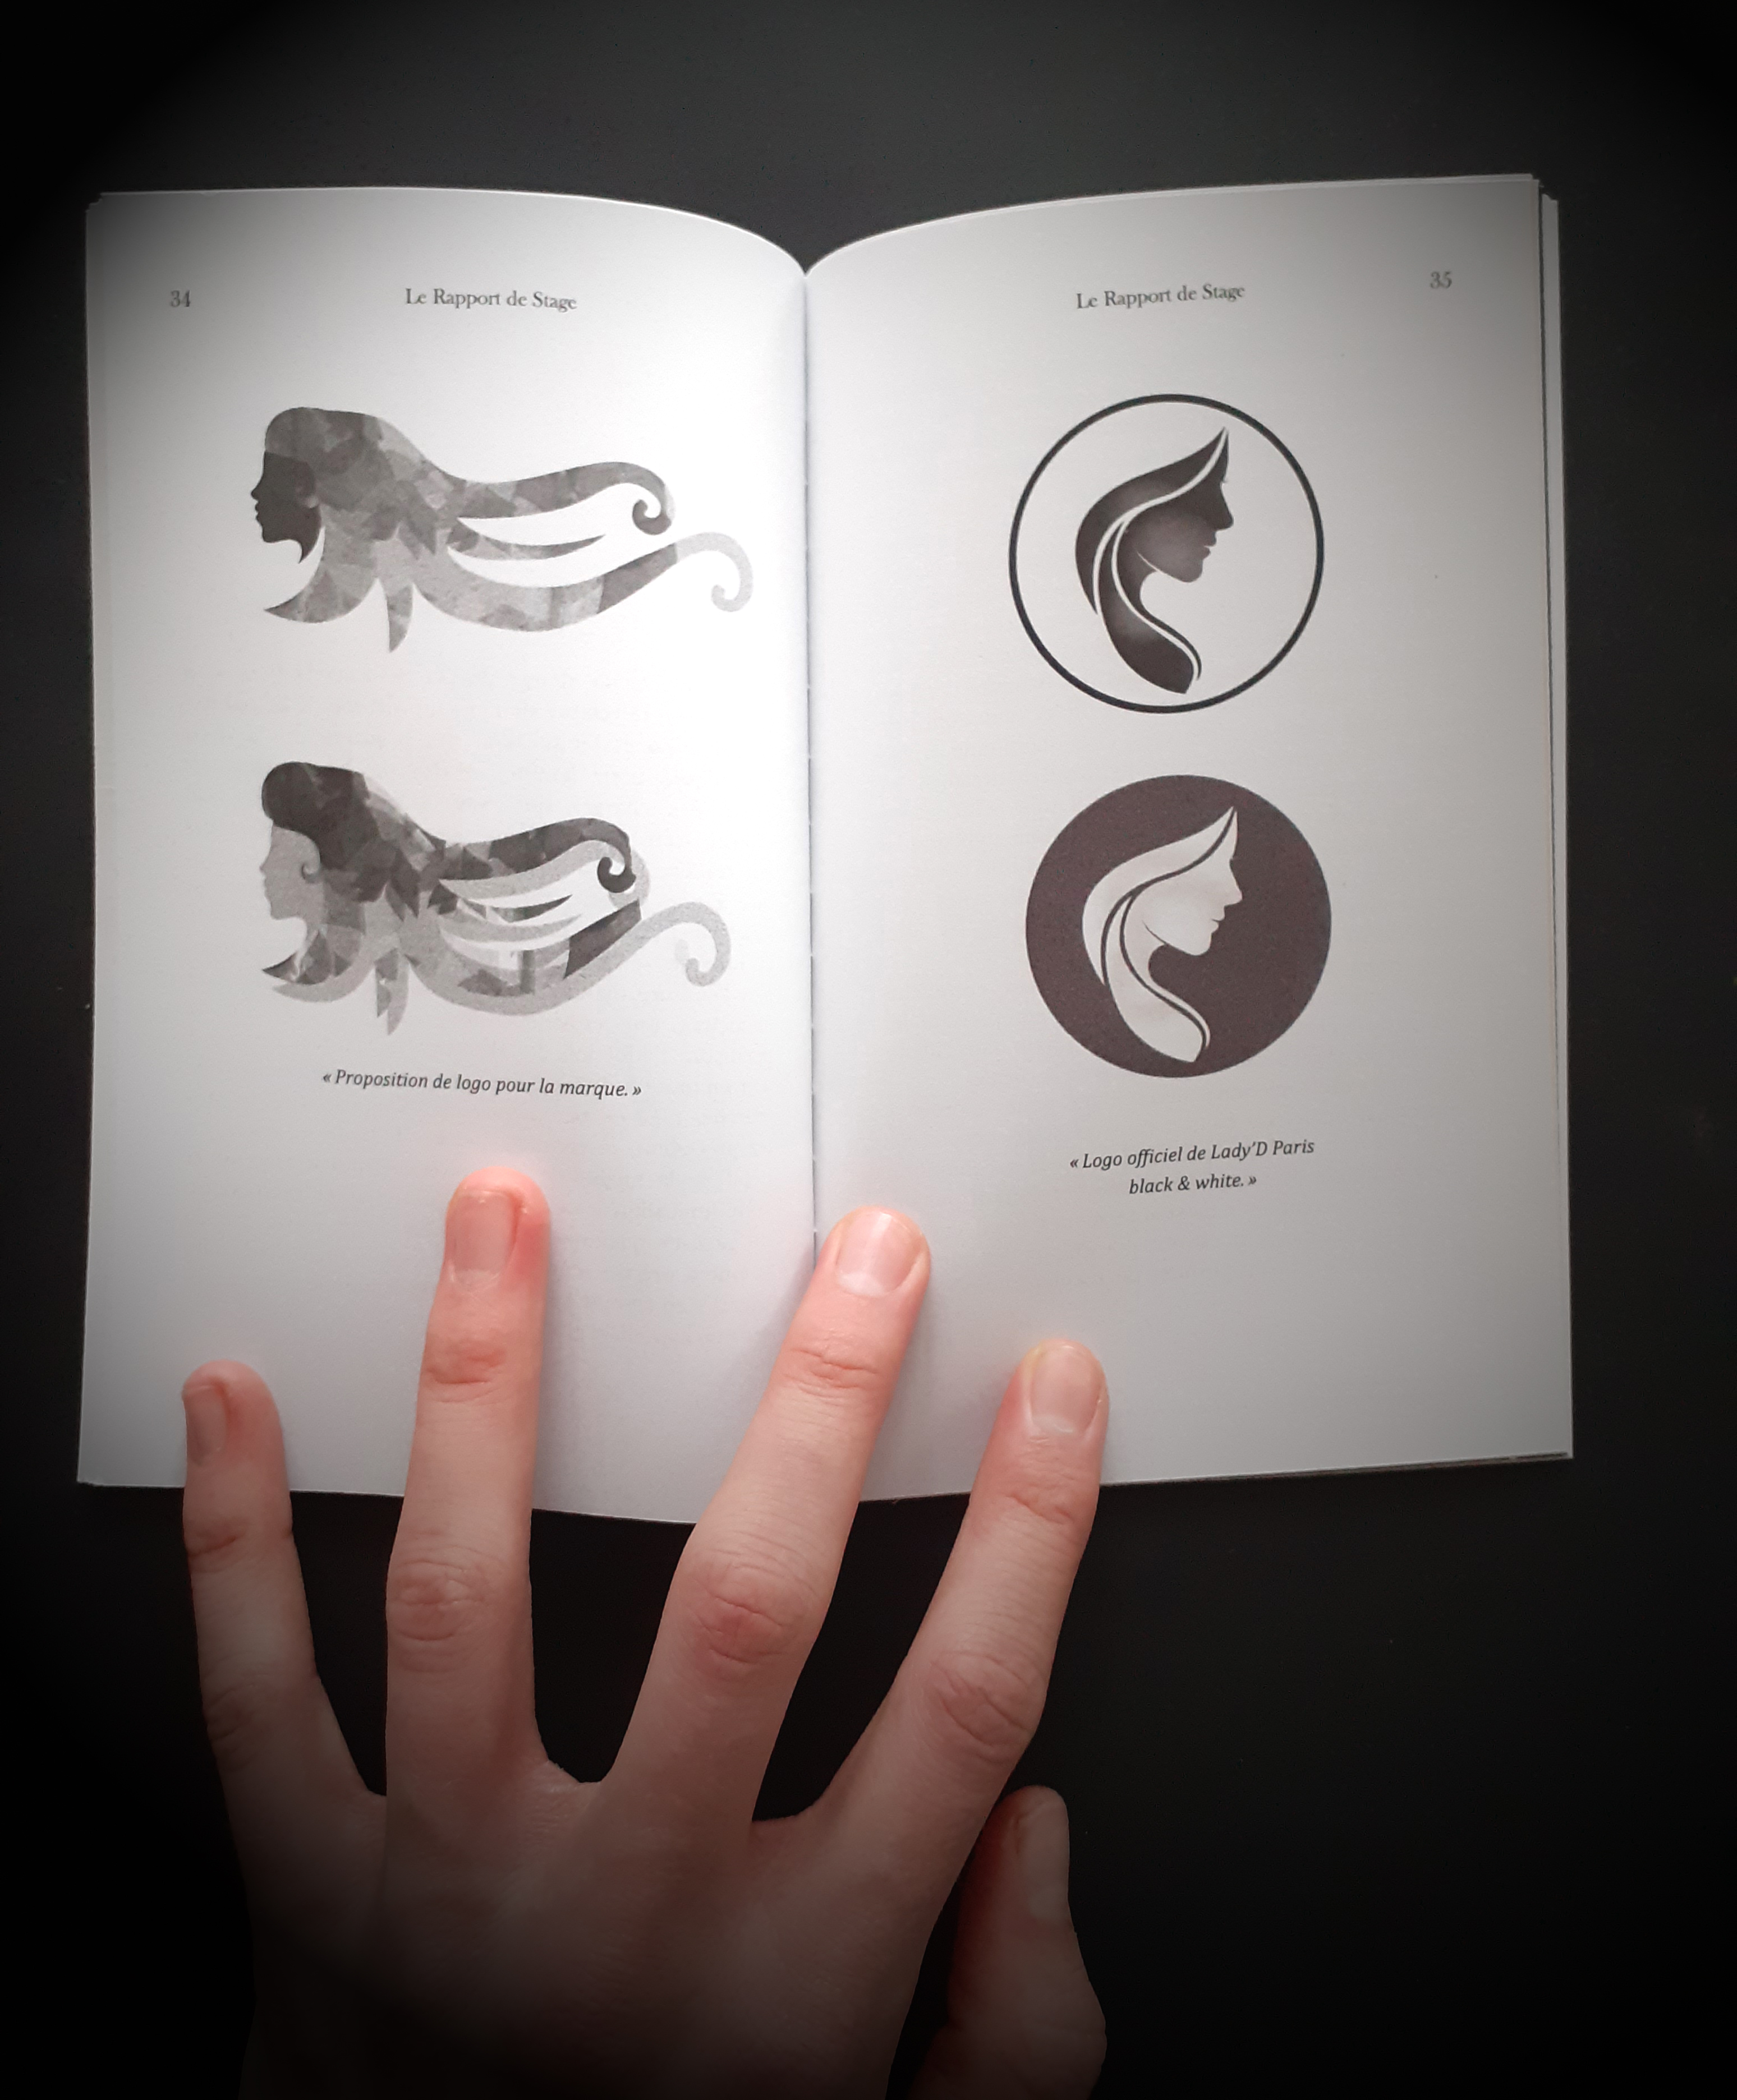 34
Le Rapport de Stage
« Proposition de logo pour la marque. »
Le Rapport de Stage
35
« Logo officiel de Lady’D Paris
black & white. »